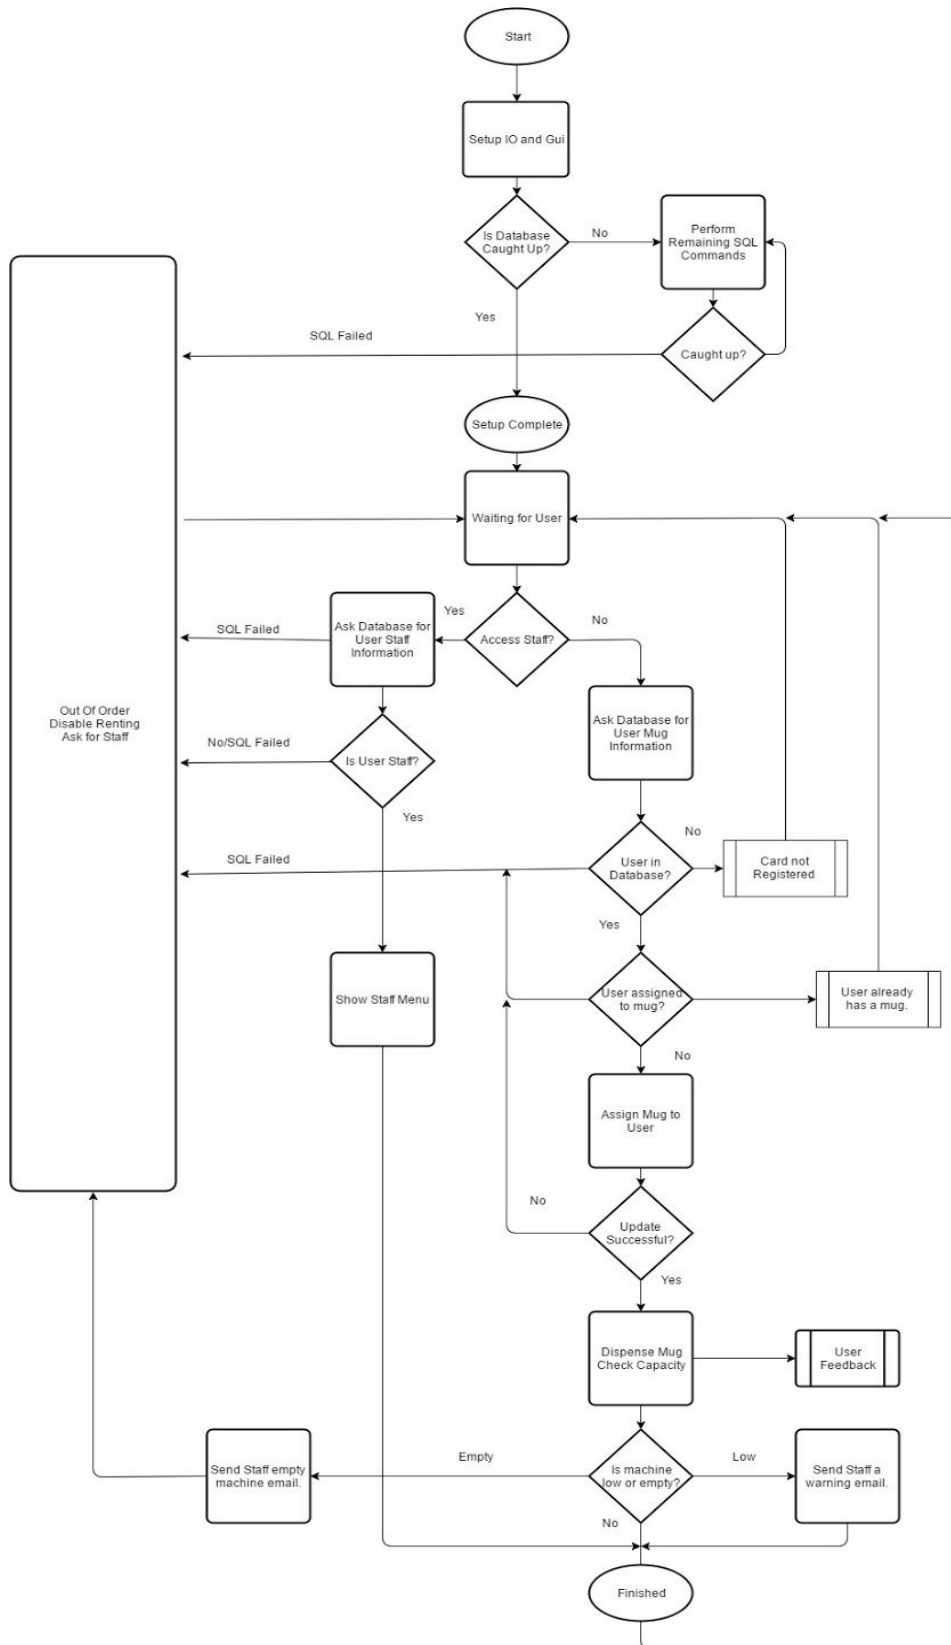 Start
Setup IO and Gui
Is Database
Caught Up?
No
Perform
Remaining SQL
Commands
Yes
SQL Failed
Caught up?
Setup Complete
Waiting for User
Yes
No
Ask Database for
User Staff
Information
SQL Failed
Access Staff?
Out Of Order
Disable Renting
Ask for Staff
Ask Database for
User Mug
Information
No/SQL Failed
Is User Staff?
Yes
No
SQL Failed
User in
Database?
Card not
Registered
Yes
Show Staff Menu
User assigned
to mug?
User already
has a mug.
No
Assign Mug to
User
No
Update
Successful?
Yes
Dispense Mug
Check Capacity
User
Feedback
Send Staff empty
machine email.
Empty
Is machine
low or empty?
Low
Send Staff a
warning email.
No
Finished